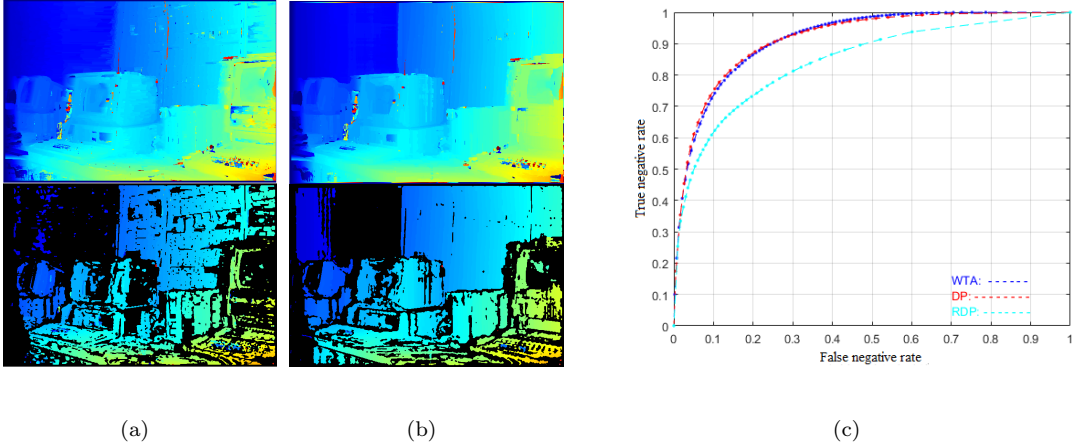 1
0.9
0.8
0.7
0.6
0.5
0.4
0.3
0.2
0.1
0
True negative rate
WTA:
DP:
RDP:
0 0.1 0.2 0.3 0.4 0.5 0.6 0.7 0.8 0.9 1
False negative rate
(a) (b) (c)